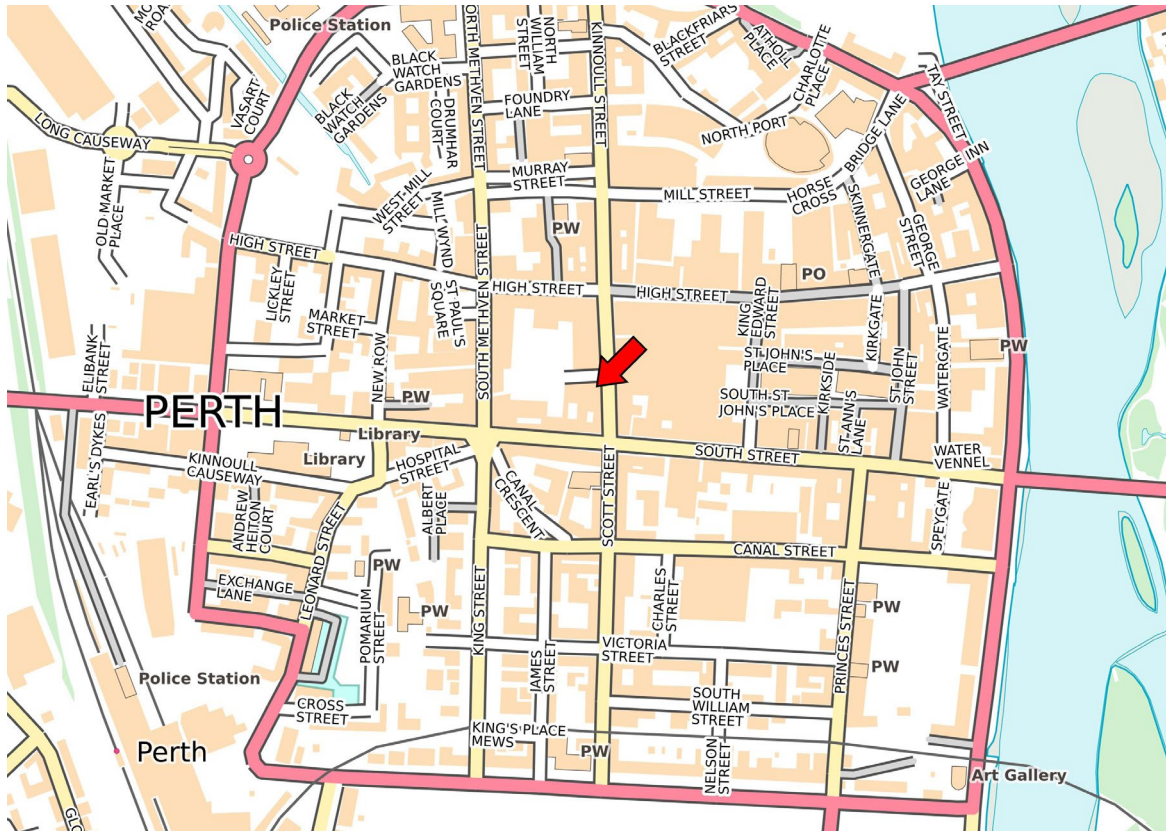 Police Station
MO
ROA
VASART
COURT
BLACK
WATCH
GARDENS
BLACK
WATCH
GARDENS
DRUMHAR
COURT
ORTH METHVEN STREET
NORTH
WILLIAM
STREET
KINNOULL STREET
FOUNDRY
LANE
BLACKFRIARS
STREET
ATHOLL
PLACE
CHARLOTTE
PLACE
NORTH PORT
TAY STREET
BRIDGE LANE
GEORGE INN
LANE
LONG CAUSEWAY
OLD MARKET
PLACE
MURRAY
STREET
MILL STREET
HORSE
CROSS
SKINNERGATE
GEORGE
STREET
WEST MILL
STREET
MILL WYND
PW
HIGH STREET
LICKLEY
STREET
MARKET
STREET
ST PAUL'S
SQUARE
SOUTH METHVEN STREET
HIGH STREET
HIGH STREET
PO
KING
EDWARD
STREET
KIRKGATE
ST JOHN'S
PLACE
ST JOHN
STREET
WATERGATE
PW
ELIBANK
STREET
NEW ROW
PW
PERTH
SOUTH ST
JOHN'S PLACE
KIRKSIDE
ST ANN'S
LANE
Library
Library
EARL'S DYKES
KINNOULL
CAUSEWAY
HOSPITAL
STREET
SOUTH STREET
WATER
VENNEL
ANDREW
HEITON
COURT
ALBERT
PLACE
CANAL
CRESCENT
SCOTT STREET
SPEYGATE
LEONARD STREET
CANAL STREET
EXCHANGE
LANE
PW
POMARIUM
STREET
PW
KING STREET
CHARLES
STREET
PRINCES STREET
PW
VICTORIA
STREET
JAMES
STREET
PW
Police Station
CROSS
STREET
SOUTH
WILLIAM
STREET
Perth
KING'S PLACE
MEWS
PW
NELSON
STREET
Art Gallery
GLO